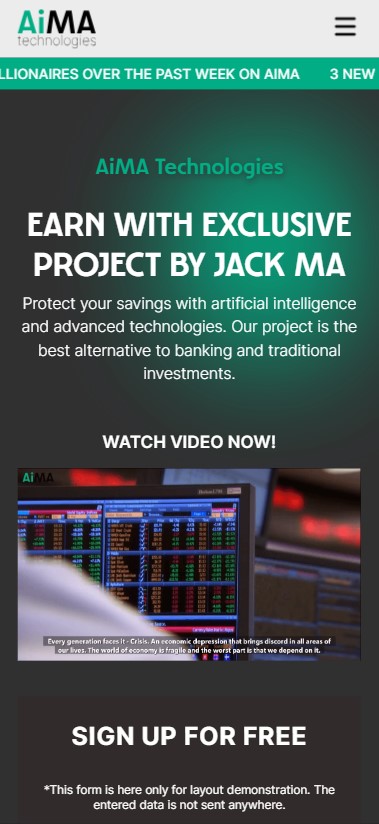 AiMA
technologies
LLIONAIRES OVER THE PAST WEEK ON AIMA 3 NEW
AiMA Technologies
EARN WITH EXCLUSIVE
PROJECT BY JACK MA
Protect your savings with artificial intelligence
and advanced technologies. Our project is the
best alternative to banking and traditional
investments.
WATCH VIDEO NOW!
AiMA
Every generation faces it - Crisis. An economic depression that brings discord in all areas of
our lives. The world of economy is fragile and the worst part is that we depend on it.
SIGN UP FOR FREE
*This form is here only for layout demonstration. The
entered data is not sent anywhere.